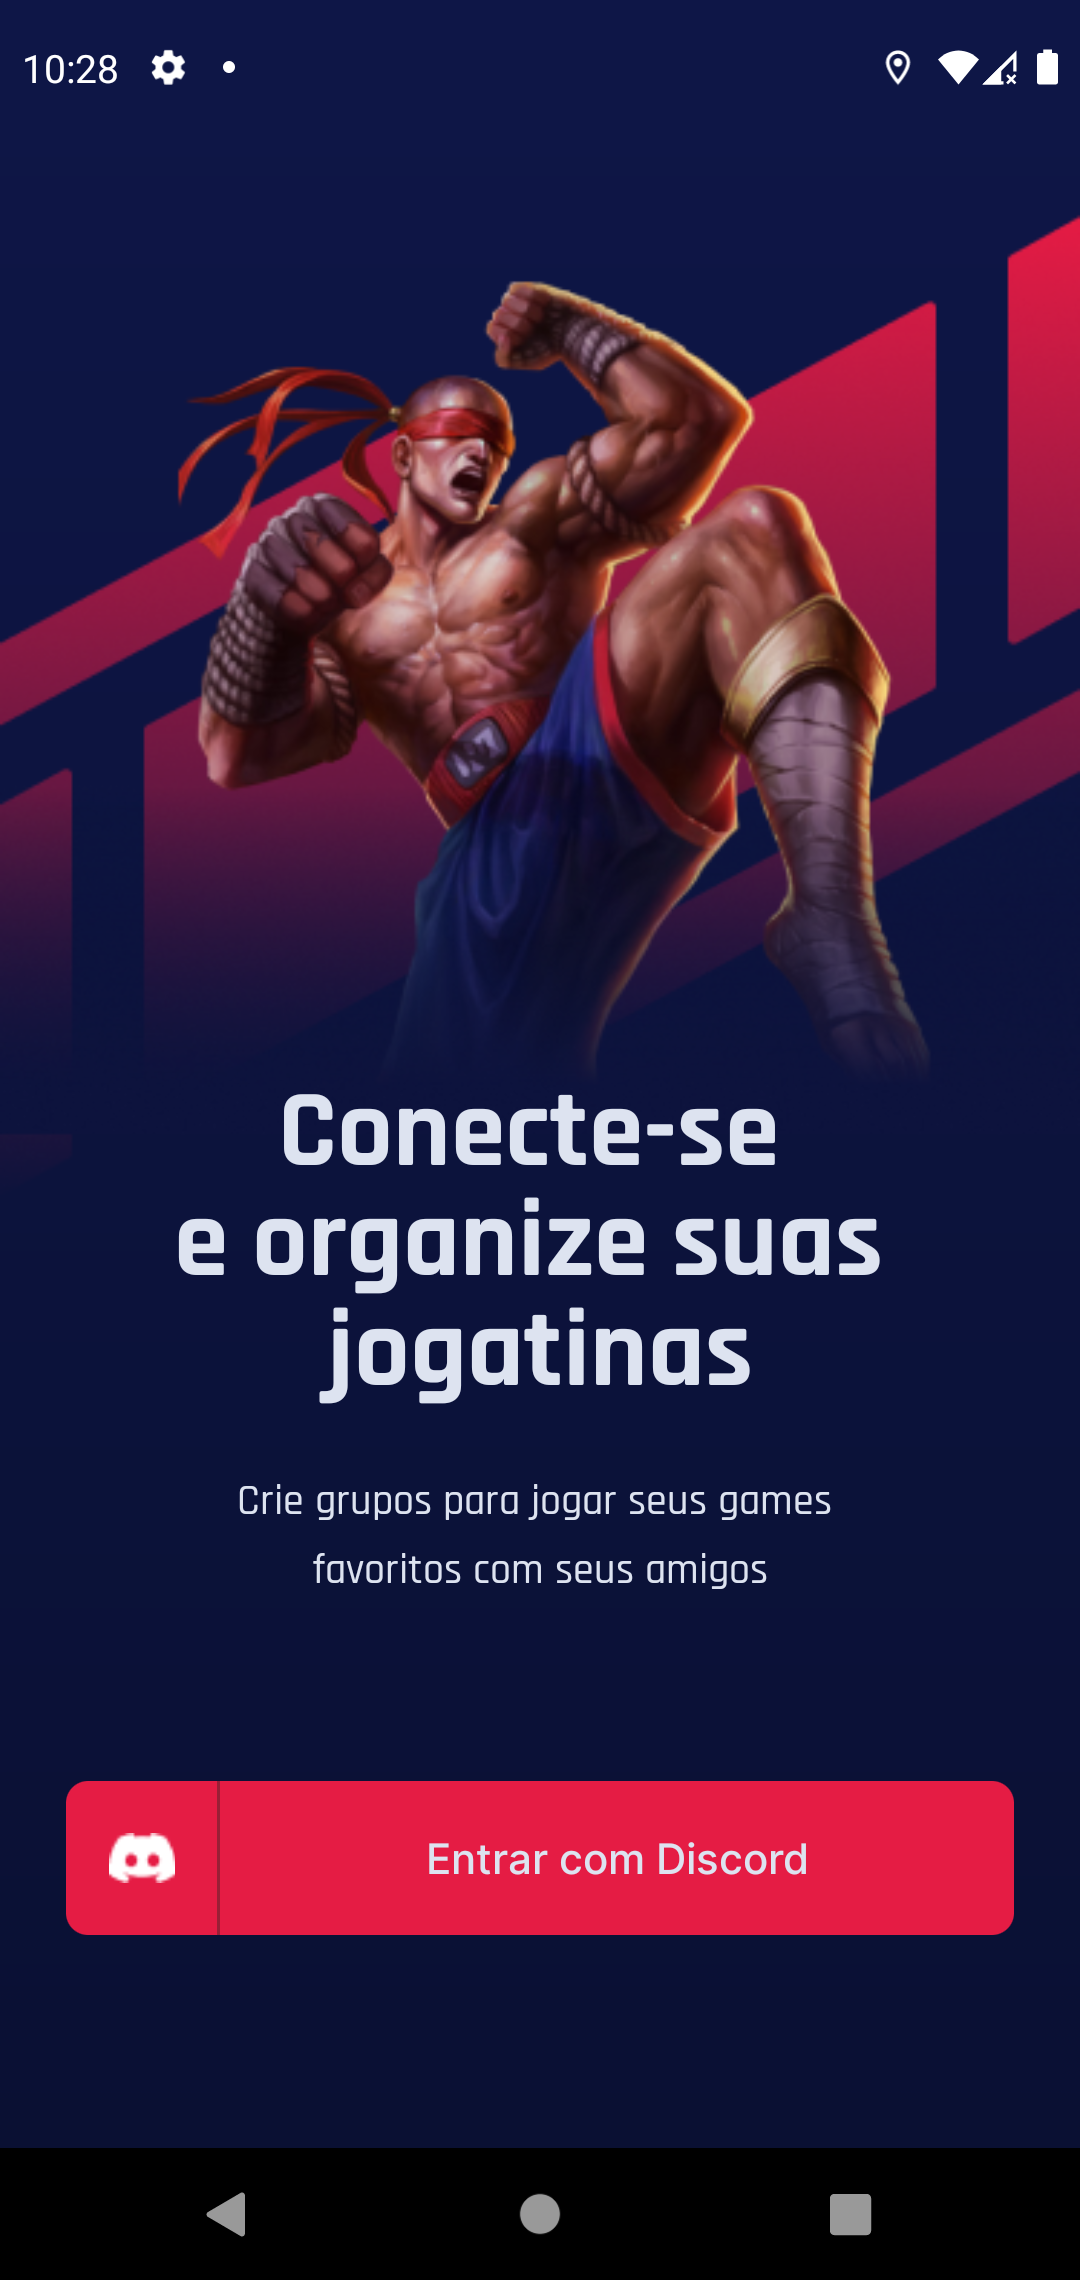 10:28
Conecte-se
e organize suas
jogatinas
Crie grupos para jogar seus games
favoritos com seus amigos
Entrar com Discord